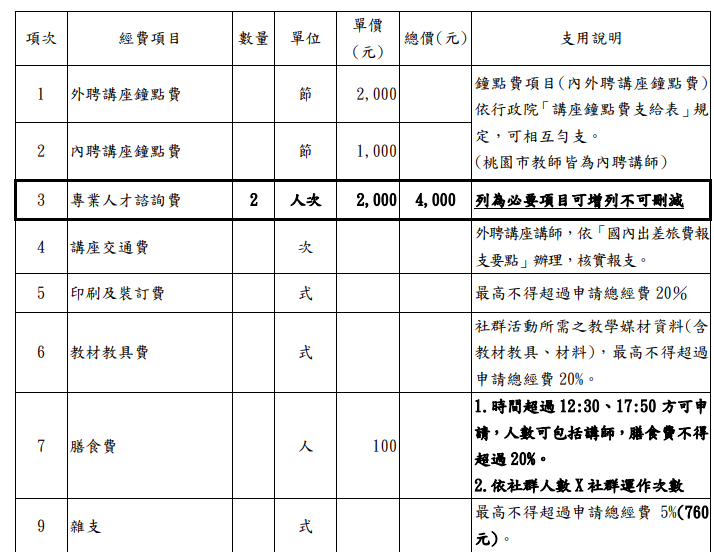 項次 經費項目 數量 單位 單價(元) 總價(元) 支用說明
1 外聘講座鐘點費 節 2,000 鐘點費項目(內外聘講座鐘點費)
依行政院「講座鐘點費支給表」規
定，可相互勻支。
(桃園市教師皆為內聘講師)
2 內聘講座鐘點費 節 1,000
3 專業人才諮詢費 2 人次 2,000 4,000 列為必要項目可增列不可刪減
4 講座交通費 次 外聘講座講師，依「國內出差旅費報
支要點」辦理，核實報支。
5 印刷及裝訂費 式 最高不得超過申請總經費 20%
6 教材教具費 式 社群活動所需之教學媒材資料(含
教材教具、材料)，最高不得超過
申請總經費 20%。
7 膳食費 人 100 1.時間超過 12:30、17:50 方可申
請，人數可包括講師，膳食費不得
超過 20%。
2.依社群人數 X 社群運作次數
9 雜支 式 最高不得超過申請總經費 5%(760
元)。